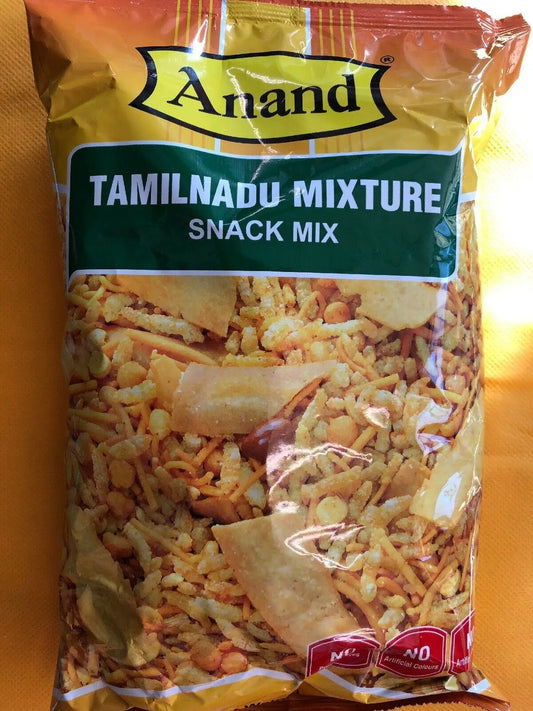 Anand®
TAMILNADU MIXTURE
SNACK MIX
NO
NO
Artificial Colours